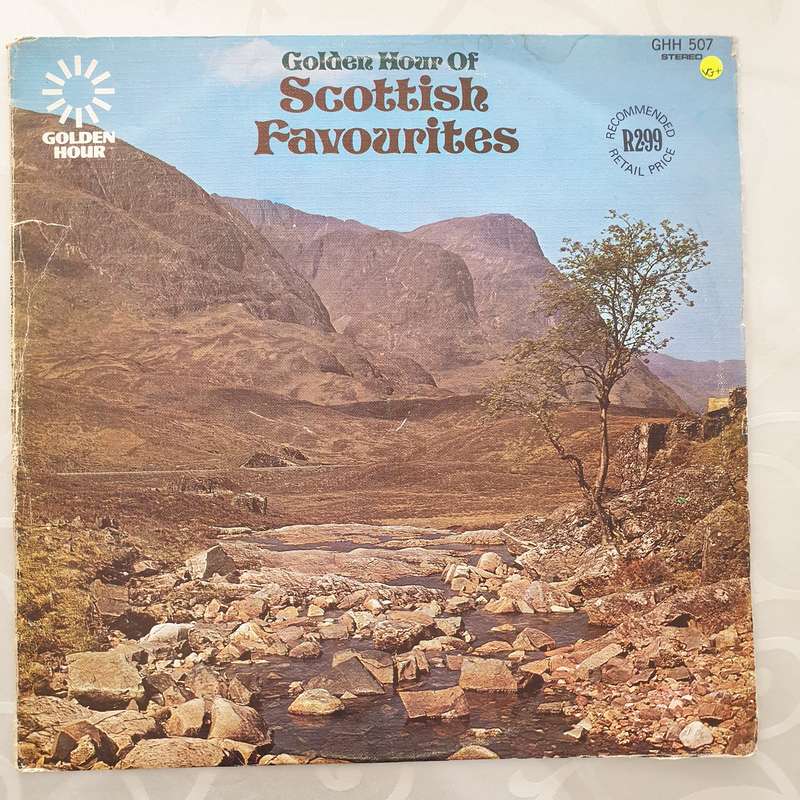 Golden Hour Of
Scottish
Favourites
GOLDEN
HOUR
GHH 507
STEREO
VG+
RECOMMENDED
R2.99
RETAIL PRICE